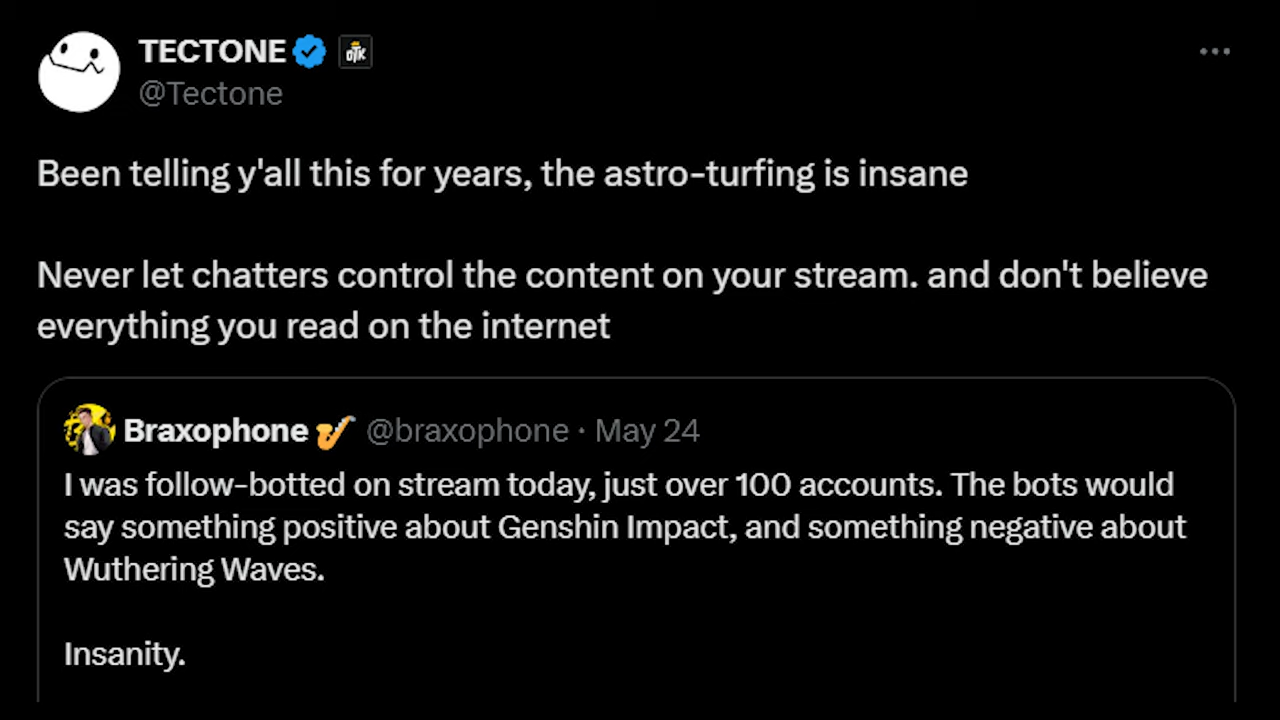 TECTONE OTK
@Tectone
Been telling y'all this for years, the astro-turfing is insane
Never let chatters control the content on your stream. and don't believe
everything you read on the internet
Braxophone @braxophone · May 24
I was follow-botted on stream today, just over 100 accounts. The bots would
say something positive about Genshin Impact, and something negative about
Wuthering Waves.
Insanity.